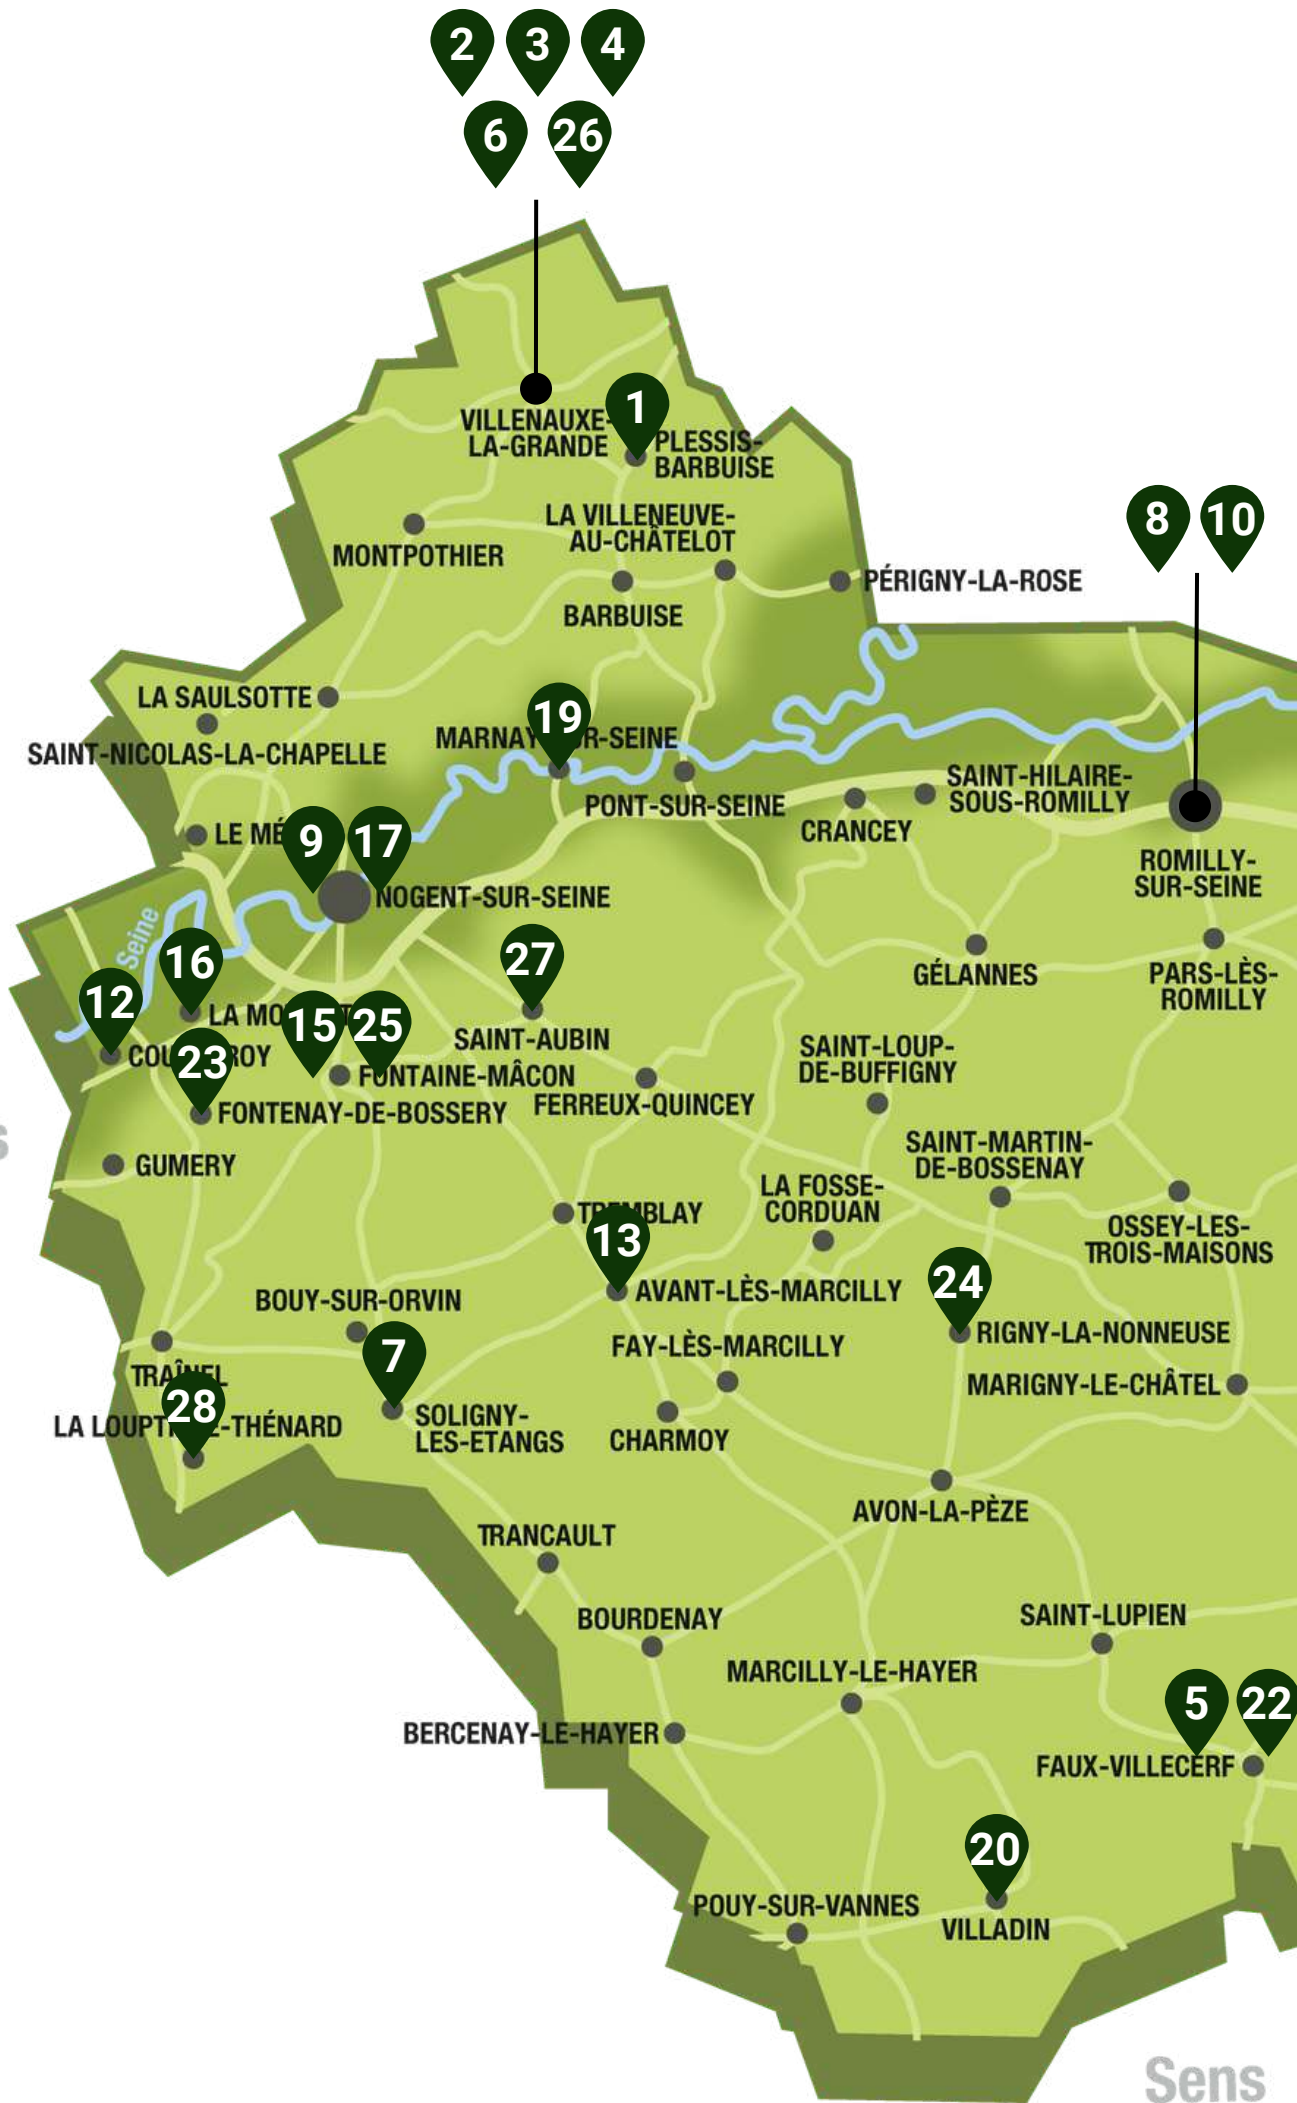 2 3 4
6 26
VILLENAUXE-
LA-GRANDE
1
PLESSIS-
BARBUISE
LA VILLENEUVE-
AU-CHÂTELOT
MONTPOTHIER
8 10
PÉRIGNY-LA-ROSE
BARBUISE
LA SAULSOTTE
SAINT-NICOLAS-LA-CHAPELLE
19
PONT-SUR-SEINE
SAINT-HILAIRE-
SOUS-ROMILLY
CRANCEY
LE
9 17
ROMILLY-
SUR-SEINE
NOGENT-SUR-SEINE
Seine
GÉLANNES
PARS-LÈS-
ROMILLY
16
27
12
LA
15 25
SAINT-AUBIN
23
SAINT-LOUP-
DE-BUFFIGNY
FONTAINE-MÂCON
FERREUX-QUINCEY
FONTENAY-DE-BOSSERY
GUMERY
SAINT-MARTIN-
DE-BOSSENAY
LA FOSSE-
CORDUAN
TREMBLAY
13
OSSEY-LES-
TROIS-MAISONS
24
AVANT-LÈS-MARCILLY
BOUY-SUR-ORVIN
RIGNY-LA-NONNEUSE
FAY-LÈS-MARCILLY
7
TRAÎNEL
MARIGNY-LE-CHÂTEL
28
SOLIGNY-
LES-ETANGS
CHARMOY
AVON-LA-PÈZE
TRANCAULT
BOURDENAY
SAINT-LUPIEN
MARCILLY-LE-HAYER
5 22
BERCENAY-LE-HAYER
FAUX-VILLECERF
20
POUY-SUR-VANNES
VILLADIN
Sens